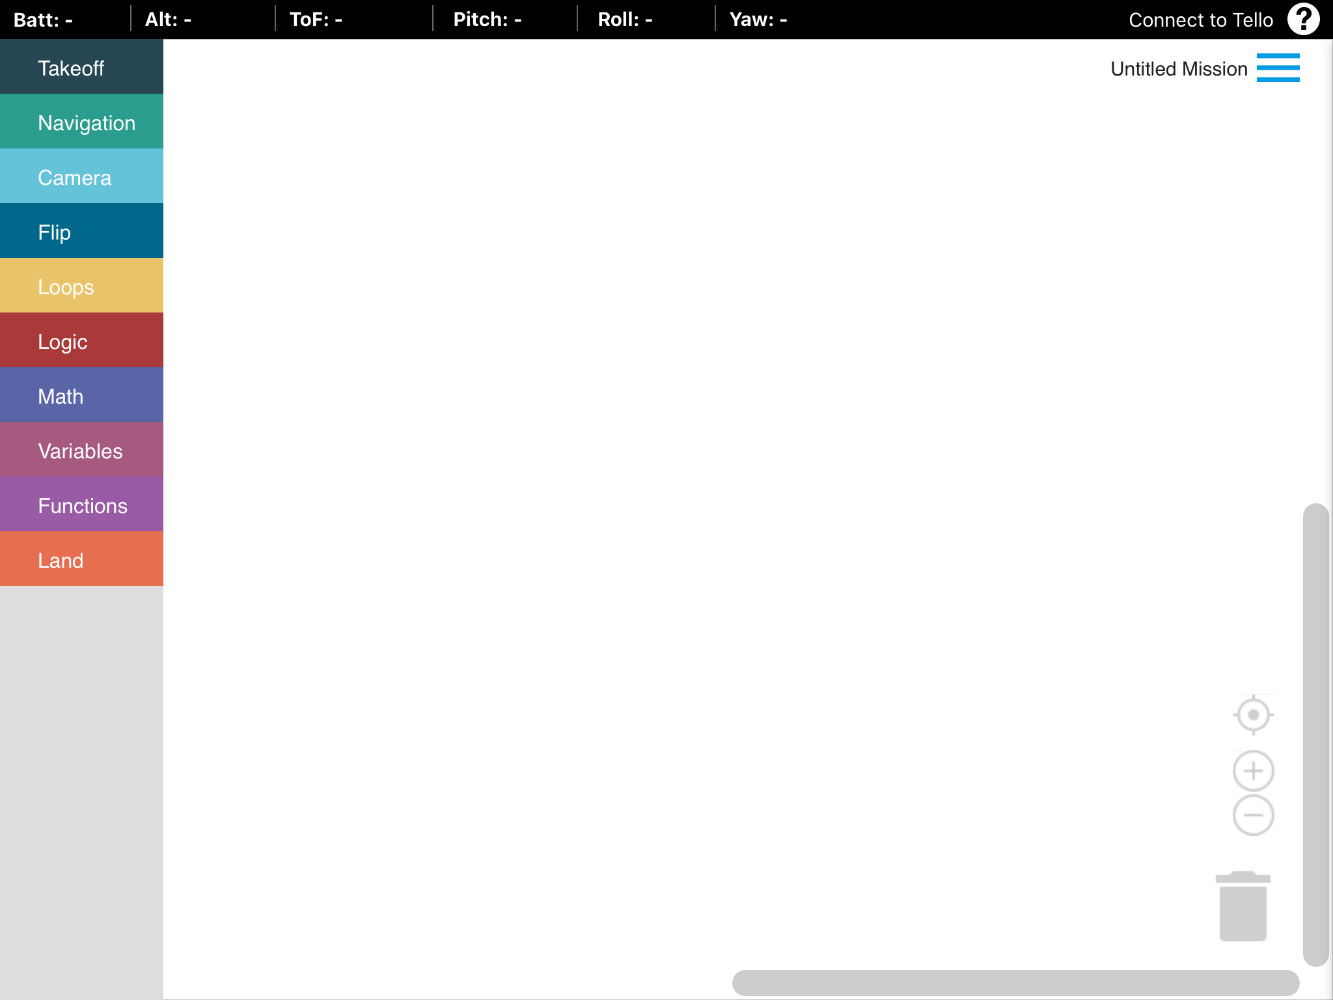 Batt: - Alt: - ToF: - Pitch: - Roll: - Yaw: - Connect to Tello ?
Untitled Mission
Takeoff
Navigation
Camera
Flip
Loops
Logic
Math
Variables
Functions
Land